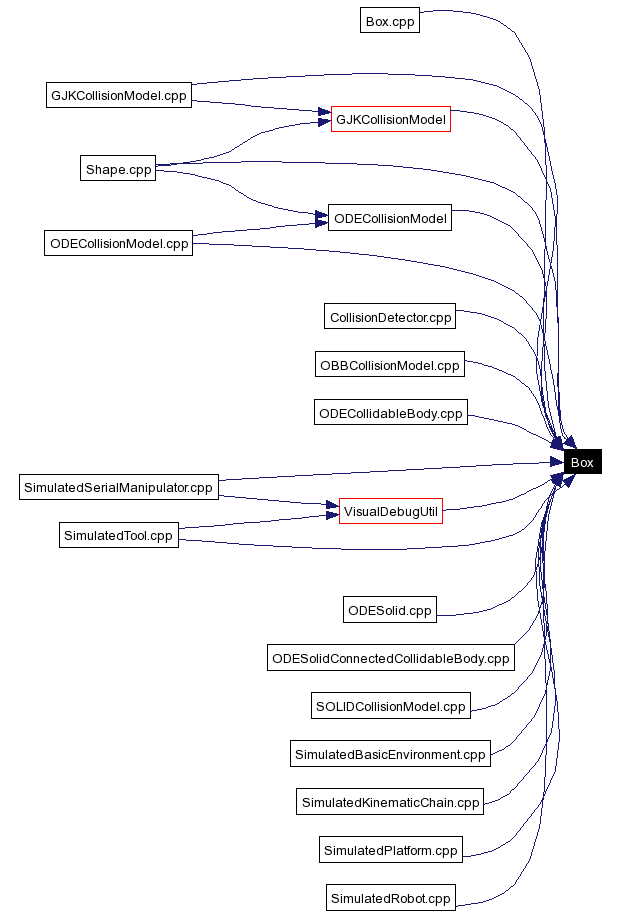 Box.cpp
GJKCollisionModel.cpp
GJKCollisionModel
Shape.cpp
ODECollisionModel
ODECollisionModel.cpp
CollisionDetector.cpp
OBBCollisionModel.cpp
ODECollidableBody.cpp
Box
SimulatedSerialManipulator.cpp
VisualDebugUtil
SimulatedTool.cpp
ODESolid.cpp
ODESolidConnectedCollidableBody.cpp
SOLIDCollisionModel.cpp
SimulatedBasicEnvironment.cpp
SimulatedKinematicChain.cpp
SimulatedPlatform.cpp
SimulatedRobot.cpp